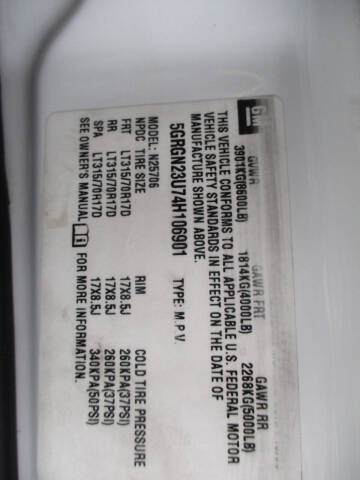 GM
GVWR GAWR FRT GAWR RR
3901KG(8600LB) 1814KG(4000LB) 2268KG(5000LB)
THIS VEHICLE CONFORMS TO ALL APPLICABLE U.S. FEDERAL MOTOR
VEHICLE SAFETY STANDARDS IN EFFECT ON THE DATE OF
MANUFACTURE SHOWN ABOVE.
5GRGN23U74H106901 TYPE: M.P.V.
MODEL: N25706
NPDC TIRE SIZE RIM COLD TIRE PRESSURE
FRT LT315/70R17D 17X8.5J 260KPA(37PSI)
RR LT315/70R17D 17X8.5J 260KPA(37PSI)
SPA LT315/70R17D 17X8.5J 340KPA(50PSI)
SEE OWNER'S MANUAL FOR MORE INFORMATION.